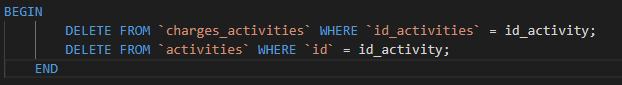 BEGIN
DELETE FROM `charges_activities` WHERE `id_activities` = id_activity;
DELETE FROM `activities` WHERE `id` = id_activity;
END